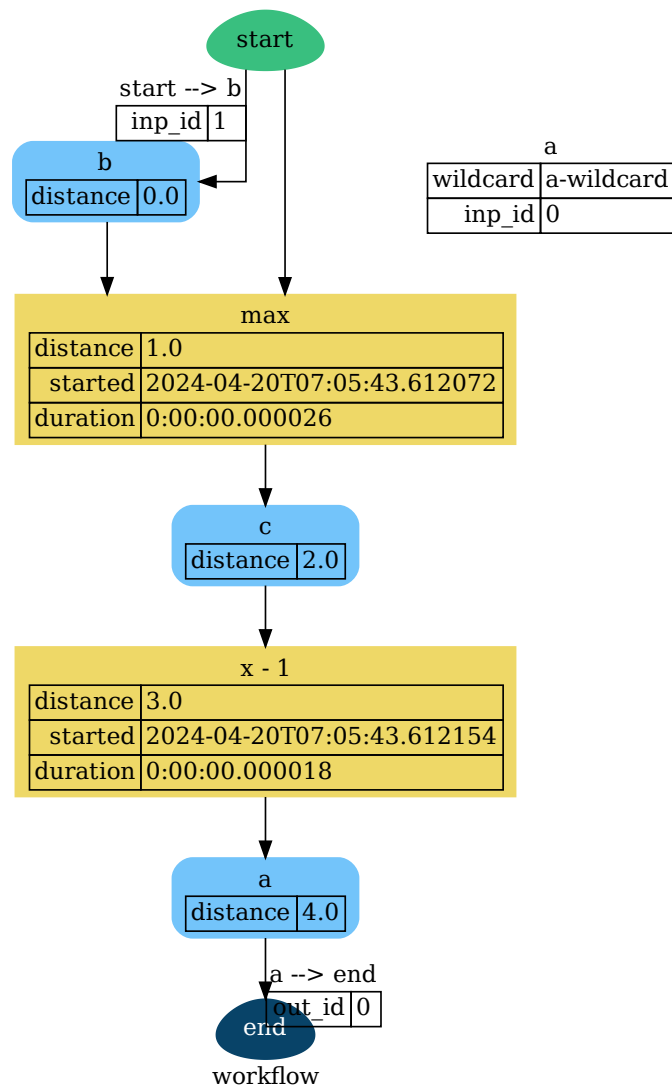 start
start --> b
inp_id 1
b
distance 0.0
a
wildcard a-wildcard
inp_id 0
max
distance 1.0
started 2024-04-20T07:05:43.612072
duration 0:00:00.000026
c
distance 2.0
x - 1
distance 3.0
started 2024-04-20T07:05:43.612154
duration 0:00:00.000018
a
distance 4.0
a --> end
out_id 0
end
workflow